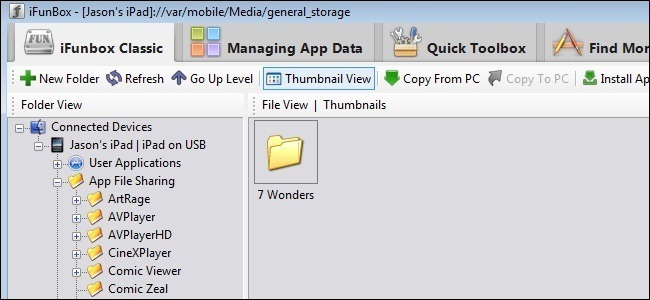 iFunBox - [Jason's iPad]://var/mobile/Media/general_storage
FUN iFunbox Classic Managing App Data Quick Toolbox Find Mor
New Folder Refresh Go Up Level Thumbnail View Copy From PC Copy To PC Install Ap
Folder View File View | Thumbnails
Connected Devices
Jason's iPad | iPad on USB
User Applications
App File Sharing
7 Wonders
ArtRage
AVPlayer
AVPlayerHD
CineXPlayer
Comic Viewer
Comic Zeal